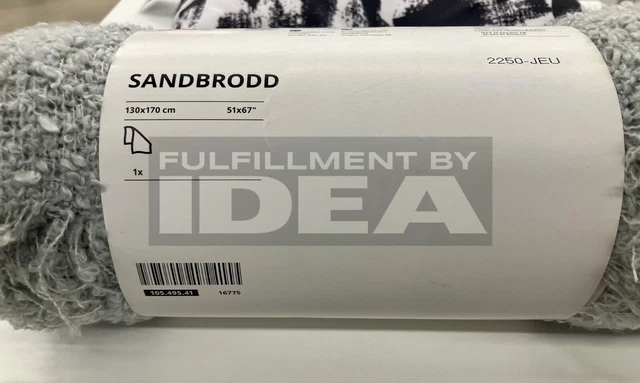 2250-JEU
SANDBRODD
130x170 cm 51x67"
1x
FULFILLMENT BY
IDEA
105.495.41 16775